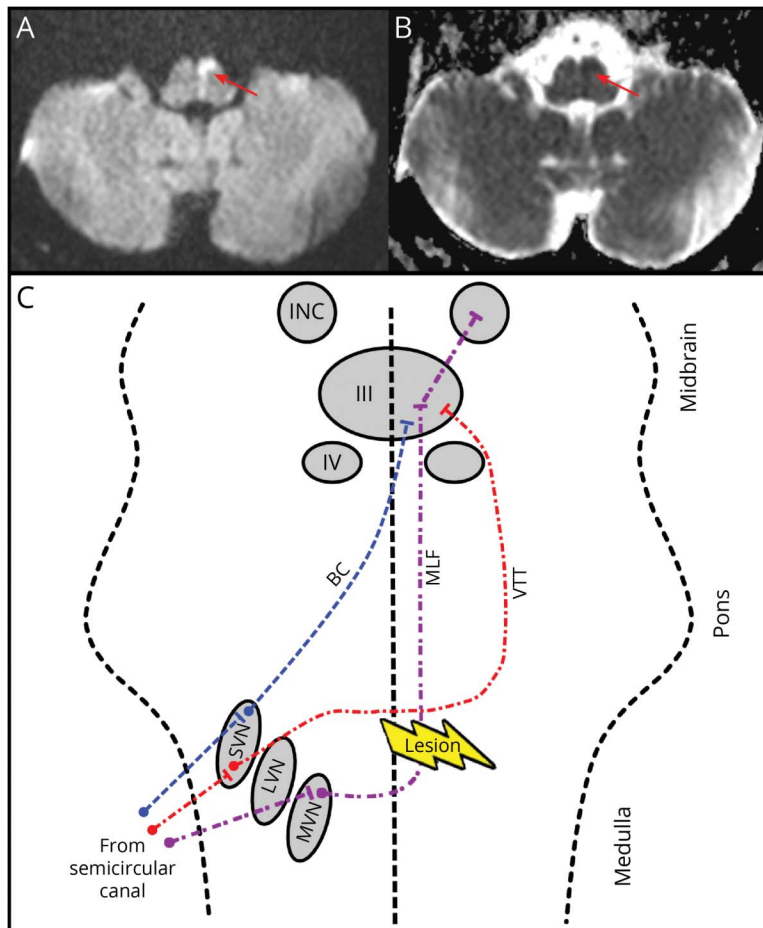 A
B
C
INC
III
IV
Midbrain
BC
MLF
VTT
Pons
SVN
LVN
MVN
Lesion
From
semicircular
canal
Medulla